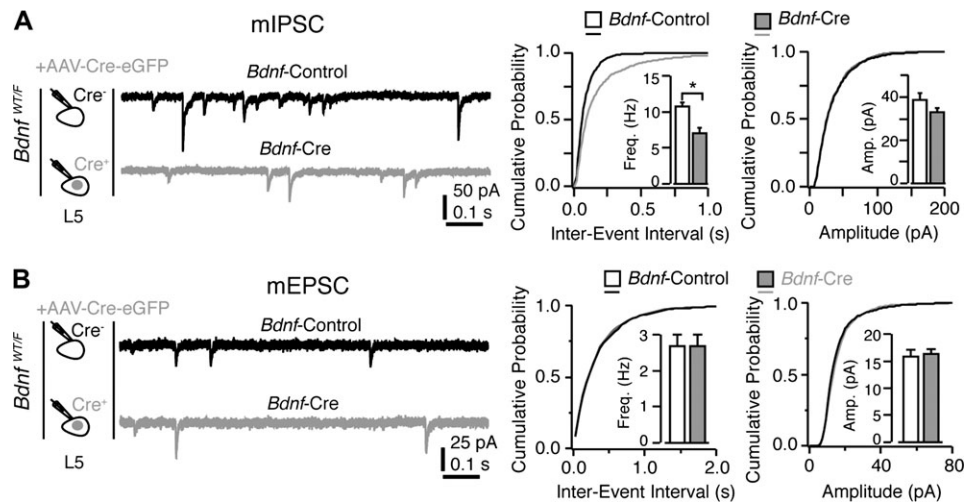 A
mIPSC
+AAV-Cre-eGFP
Bdnf WT/F
Cre-
Cre+
L5
Bdnf-Control
Bdnf-Cre
50 pA
0.1 s
Bdnf-Control
Bdnf-Cre
Cumulative Probability
1.0
0.5
0.0
0.0
0.5
1.0
Inter-Event Interval (s)
Freq. (Hz)
15
10
5
0
*
Cumulative Probability
1.0
0.5
0.0
0
100
200
Amplitude (pA)
Amp. (pA)
40
20
0
B
mEPSC
+AAV-Cre-eGFP
Bdnf WT/F
Cre-
Cre+
L5
Bdnf-Control
Bdnf-Cre
25 pA
0.1 s
Bdnf-Control
Bdnf-Cre
Cumulative Probability
1.0
0.5
0.0
0.0
1.0
2.0
Inter-Event Interval (s)
Freq. (Hz)
3
2
1
0
Cumulative Probability
1.0
0.5
0.0
0
40
80
Amplitude (pA)
Amp. (pA)
20
15
10
5
0